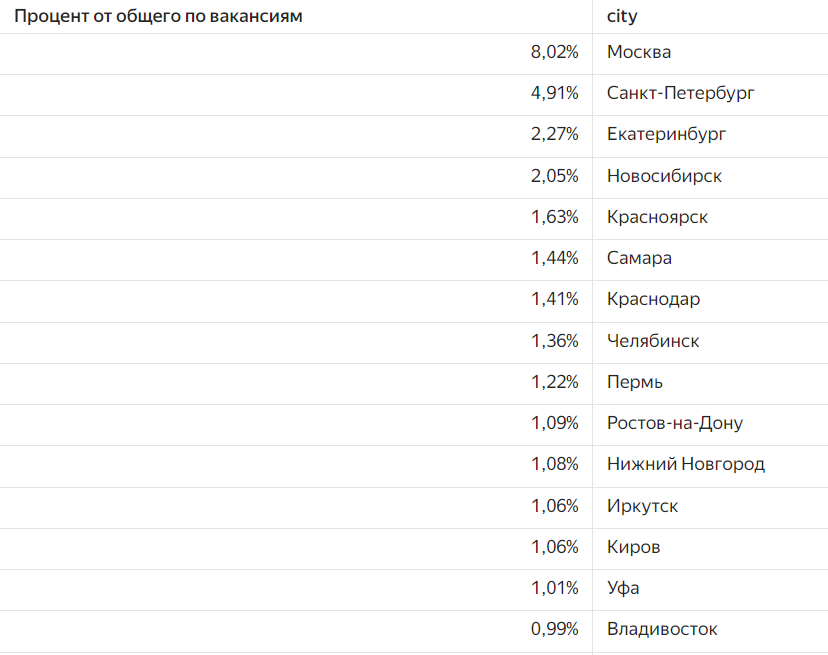 Процент от общего по вакансиям city
8,02% Москва
4,91% Санкт-Петербург
2,27% Екатеринбург
2,05% Новосибирск
1,63% Красноярск
1,44% Самара
1,41% Краснодар
1,36% Челябинск
1,22% Пермь
1,09% Ростов-на-Дону
1,08% Нижний Новгород
1,06% Иркутск
1,06% Киров
1,01% Уфа
0,99% Владивосток